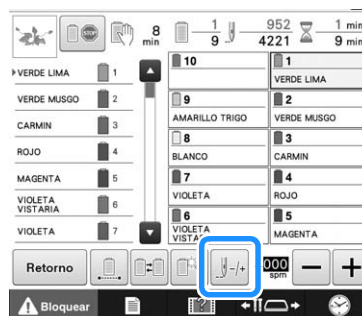 8 min
1 9
952 4221
1 min 9 min
VERDE LIMA 1
VERDE MUSGO 2
CARMIN 3
ROJO 4
MAGENTA 5
VIOLETA VISTARIA 6
VIOLETA 7
10
1
VERDE LIMA
9
AMARILLO TRIGO
2
VERDE MUSGO
8
BLANCO
3
CARMIN
7
VIOLETA
4
ROJO
6
VIOLETA
5
MAGENTA
Retorno
-/+
spm
- +
Bloquear
?